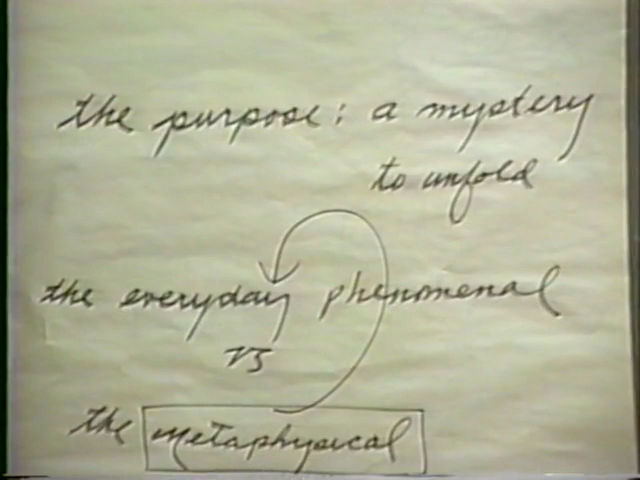 the purpose: a mystery
to unfold
the everyday phenomenal
vs
the metaphysical